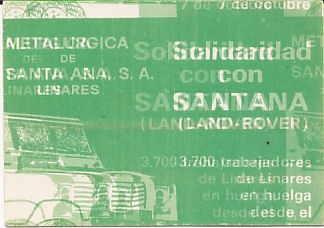 7 de octubre
METALURGICA
DE
SANTA ANA, S. A.
LINARES
Solidaridad
con
SANTANA
(LAND-ROVER)
3.700 trabajadores
de Linares
en huelga
desde el